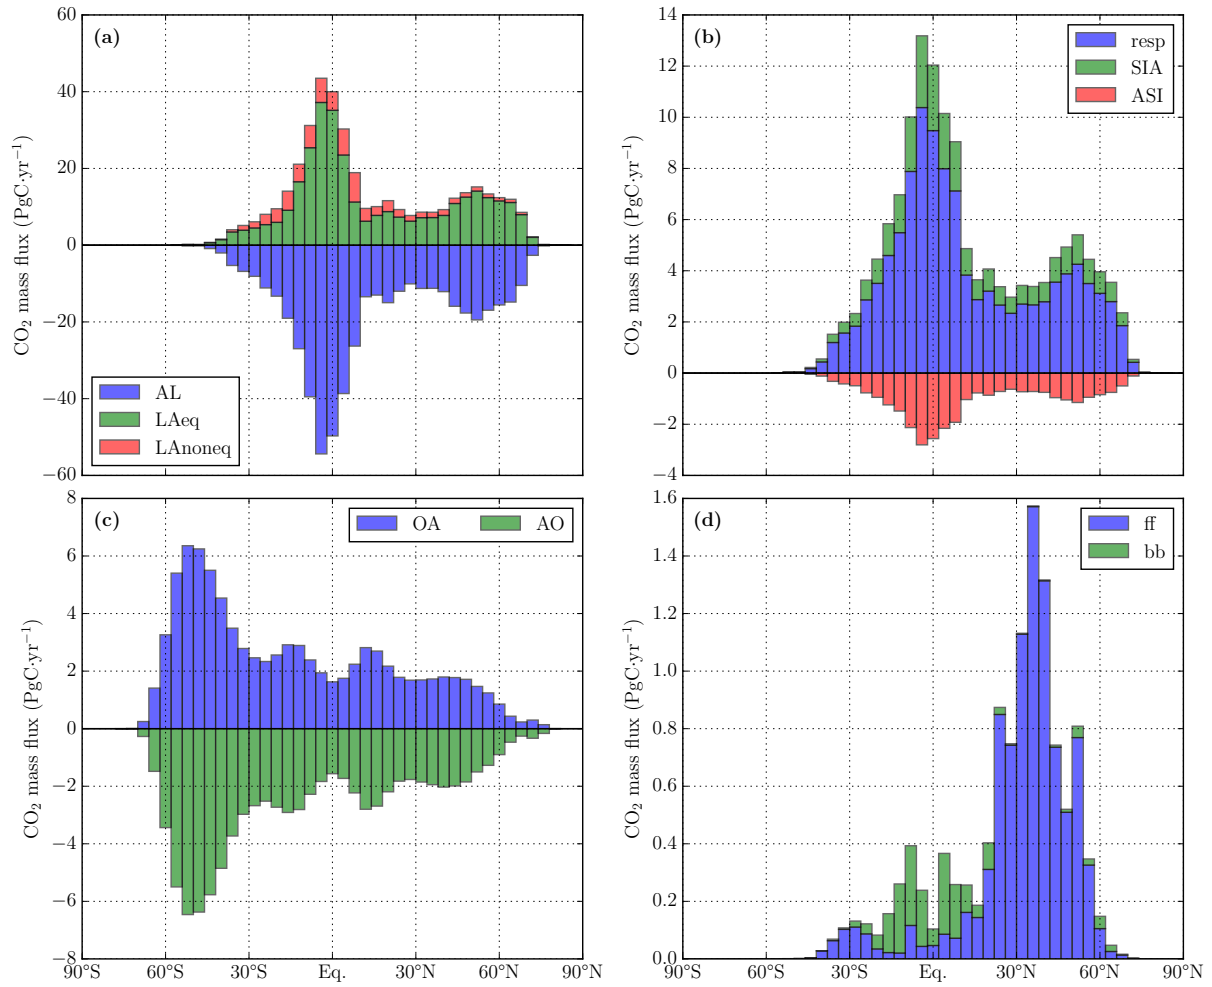 (a)
CO₂ mass flux (PgC·yr⁻¹)
60
40
20
0
−20
−40
−60
AL
LAeq
LAnoneq
(b)
CO₂ mass flux (PgC·yr⁻¹)
14
12
10
8
6
4
2
0
−2
−4
resp
SIA
ASI
(c)
CO₂ mass flux (PgC·yr⁻¹)
8
6
4
2
0
−2
−4
−6
−8
OA AO
90°S 60°S 30°S Eq. 30°N 60°N 90°N
(d)
CO₂ mass flux (PgC·yr⁻¹)
1.6
1.4
1.2
1.0
0.8
0.6
0.4
0.2
0.0
ff
bb
90°S 60°S 30°S Eq. 30°N 60°N 90°N